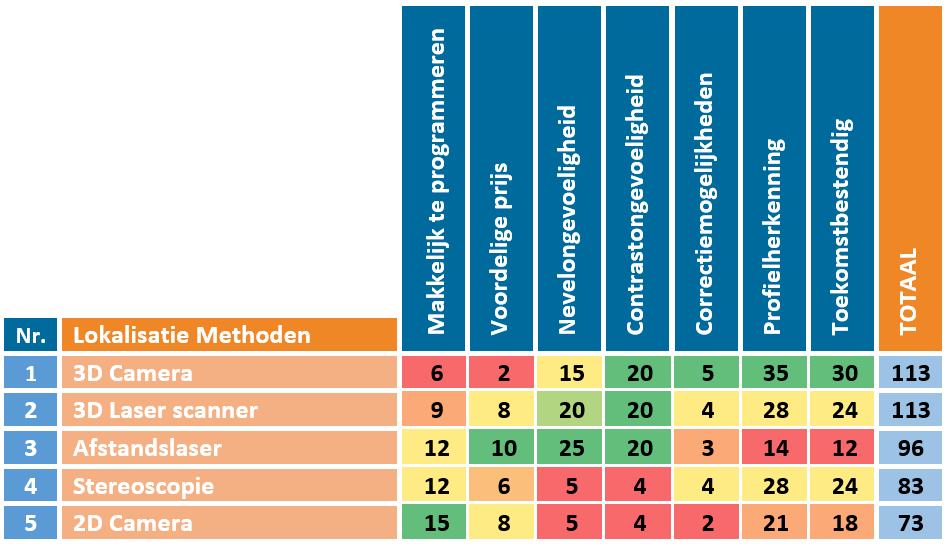 Makkelijk te programmeren
Voordelige prijs
Nevelongevoeligheid
Contrastongevoeligheid
Correctiemogelijkheden
Profielherkenning
Toekomstbestendig
TOTAAL
Nr. Lokalisatie Methoden
1 3D Camera 6 2 15 20 5 35 30 113
2 3D Laser scanner 9 8 20 20 4 28 24 113
3 Afstandslaser 12 10 25 20 3 14 12 96
4 Stereoscopie 12 6 5 4 4 28 24 83
5 2D Camera 15 8 5 4 2 21 18 73